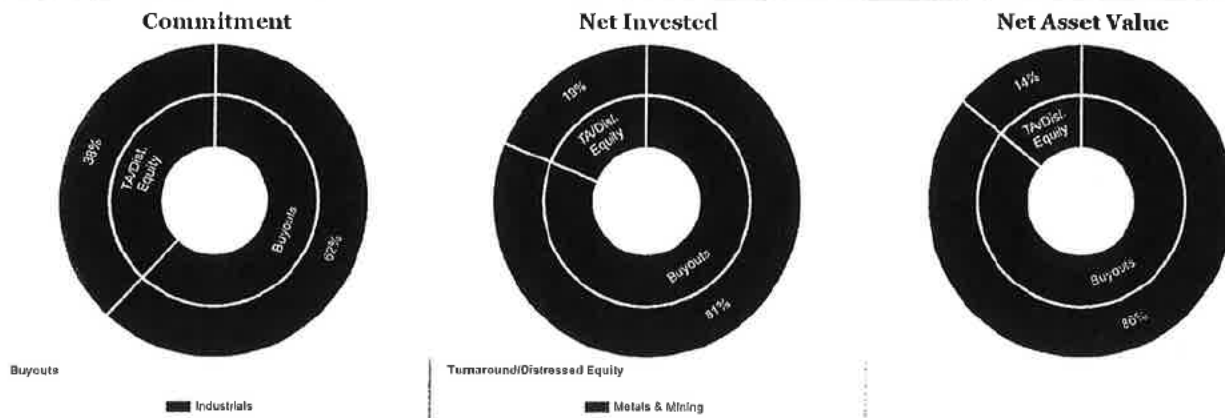 Commitment
Net Invested
Net Asset Value
38%
TA/Dist.
Equity
Buyouts
62%
19%
TA/Dist.
Equity
Buyouts
81%
14%
TA/Dist.
Equity
Buyouts
86%
Buyouts
Industrials
Turnaround/Distressed Equity
Metals & Mining